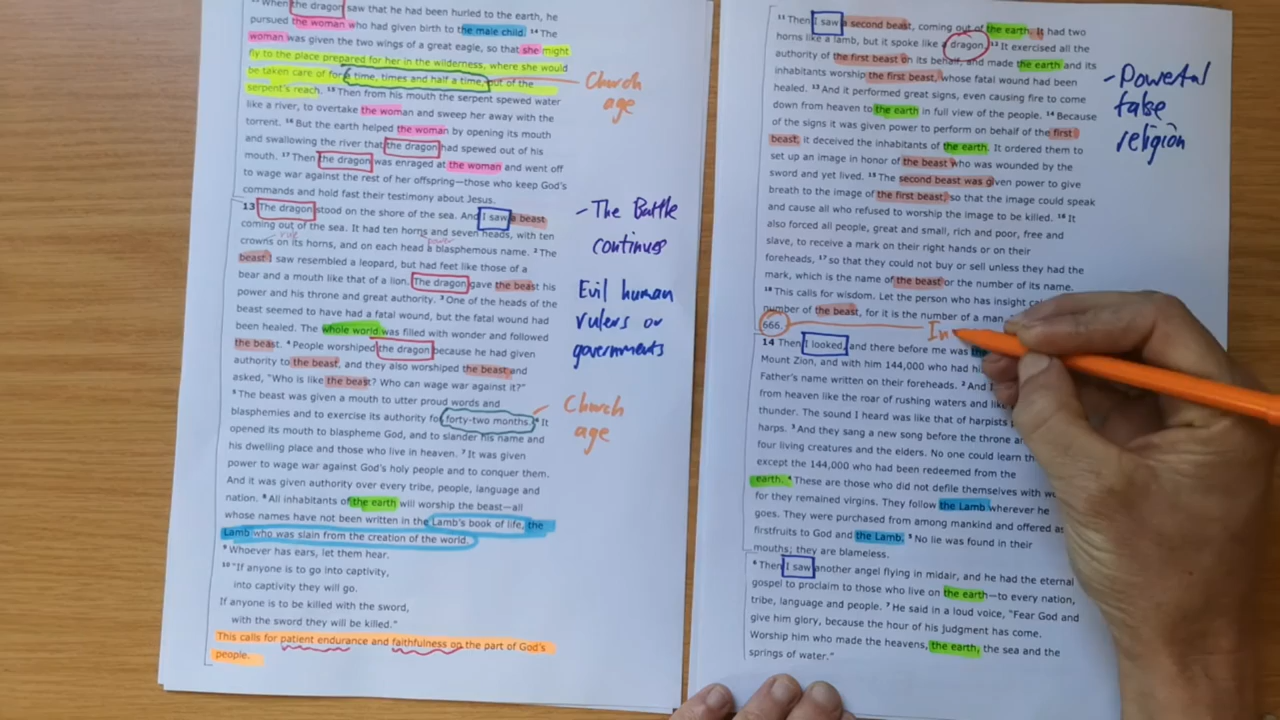 When the dragon saw that he had been hurled to the earth, he
pursued the woman who had given birth to the male child. 14 The
woman was given the two wings of a great eagle, so that she might
fly to the place prepared for her in the wilderness, where she would
be taken care of for a time, times and half a time, out of the
serpent's reach. 15 Then from his mouth the serpent spewed water
like a river, to overtake the woman and sweep her away with the
torrent. 16 But the earth helped the woman by opening its mouth
and swallowing the river that the dragon had spewed out of his
mouth. 17 Then the dragon was enraged at the woman and went off
to wage war against the rest of her offspring—those who keep God's
commands and hold fast their testimony about Jesus.
Church
age
13 The dragon stood on the shore of the sea. And I saw a beast
coming out of the sea. It had ten horns and seven heads, with ten
rule
power
crowns on its horns, and on each head a blasphemous name. 2 The
beast I saw resembled a leopard, but had feet like those of a
bear and a mouth like that of a lion. The dragon gave the beast his
power and his throne and great authority. 3 One of the heads of the
beast seemed to have had a fatal wound, but the fatal wound had
been healed. The whole world was filled with wonder and followed
the beast. 4 People worshiped the dragon because he had given
authority to the beast, and they also worshiped the beast and
asked, "Who is like the beast? Who can wage war against it?"
5 The beast was given a mouth to utter proud words and
blasphemies and to exercise its authority for forty-two months. 6 It
opened its mouth to blaspheme God, and to slander his name and
his dwelling place and those who live in heaven. 7 It was given
power to wage war against God's holy people and to conquer them.
And it was given authority over every tribe, people, language and
nation. 8 All inhabitants of the earth will worship the beast—all
whose names have not been written in the Lamb's book of life, the
Lamb who was slain from the creation of the world.
9 Whoever has ears, let them hear.
10 "If anyone is to go into captivity,
into captivity they will go.
If anyone is to be killed with the sword,
with the sword they will be killed."
This calls for patient endurance and faithfulness on the part of God's
people.
- The Battle
continues
Evil human
rulers or
governments
Church
age
11 Then I saw a second beast, coming out of the earth. It had two
horns like a lamb, but it spoke like a dragon. 12 It exercised all the
authority of the first beast on its behalf, and made the earth and its
inhabitants worship the first beast, whose fatal wound had been
healed. 13 And it performed great signs, even causing fire to come
down from heaven to the earth in full view of the people. 14 Because
of the signs it was given power to perform on behalf of the first
beast, it deceived the inhabitants of the earth. It ordered them to
set up an image in honor of the beast who was wounded by the
sword and yet lived. 15 The second beast was given power to give
breath to the image of the first beast, so that the image could speak
and cause all who refused to worship the image to be killed. 16 It
also forced all people, great and small, rich and poor, free and
slave, to receive a mark on their right hands or on their
foreheads, 17 so that they could not buy or sell unless they had the
mark, which is the name of the beast or the number of its name.
18 This calls for wisdom. Let the person who has insight
number of the beast, for it is the number of a man.
666.
In
- Powerful
false
religion
14 Then I looked, and there before me was
Mount Zion, and with him 144,000 who had his
Father's name written on their foreheads. 2 And I
from heaven like the roar of rushing waters and like
thunder. The sound I heard was like that of harpists
harps. 3 And they sang a new song before the throne
four living creatures and the elders. No one could learn
except the 144,000 who had been redeemed from the
earth. 4 These are those who did not defile themselves with
for they remained virgins. They follow the Lamb wherever he
goes. They were purchased from among mankind and offered as
firstfruits to God and the Lamb. 5 No lie was found in their
mouths; they are blameless.
6 Then I saw another angel flying in midair, and he had the eternal
gospel to proclaim to those who live on the earth—to every nation,
tribe, language and people. 7 He said in a loud voice, "Fear God and
give him glory, because the hour of his judgment has come.
Worship him who made the heavens, the earth, the sea and the
springs of water."